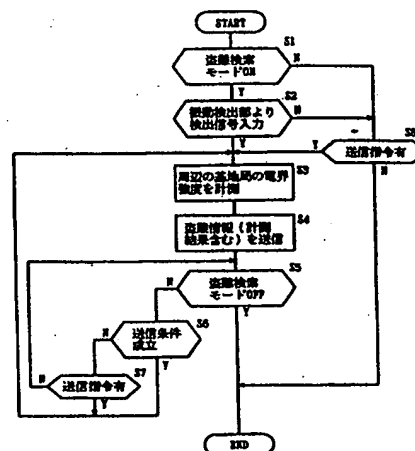 START
S1
盗難検索
モードON
N
Y
S2
振動検出部より
検出信号入力
N
Y
Y
S8
送信指令有
N
S3
周辺の基地局の電界
強度を計測
S4
盗難情報(計測
結果含む)を送信
S5
盗難検索
モードOFF
N
Y
S6
送信条件
成立
N
Y
S7
送信指令有
N
Y
END